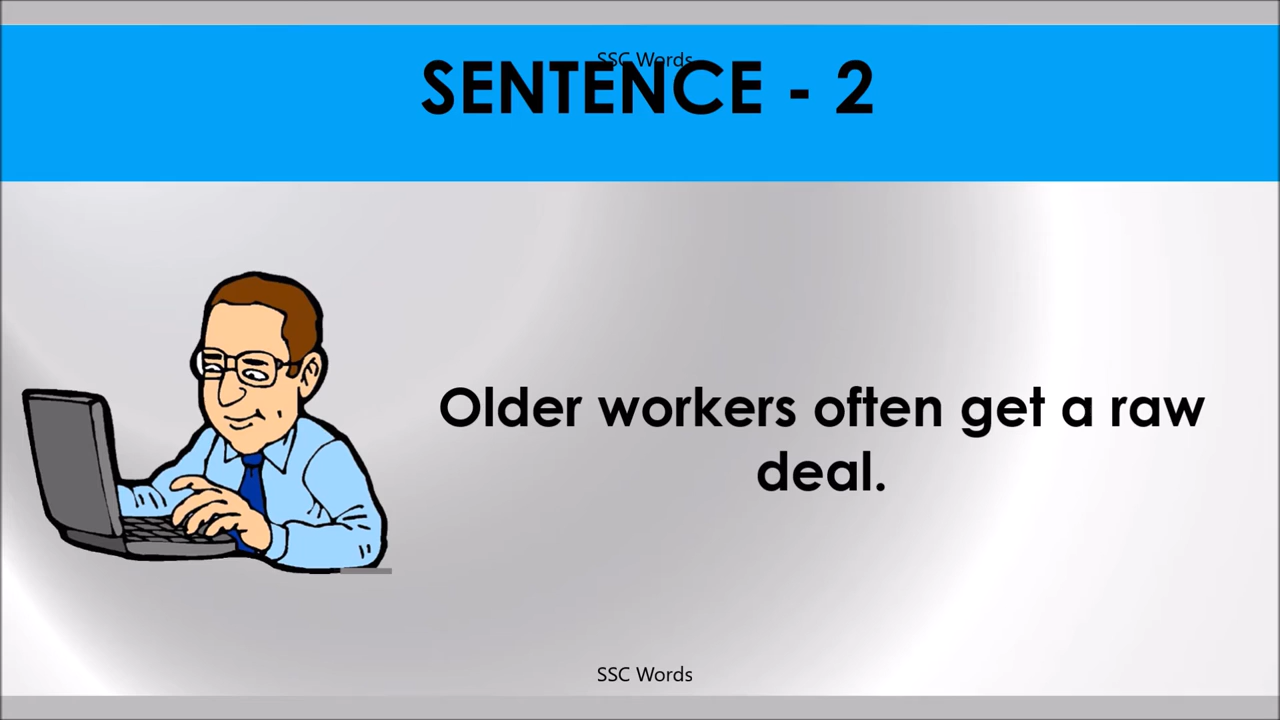 SSC Words
SENTENCE - 2
Older workers often get a raw
deal.
SSC Words